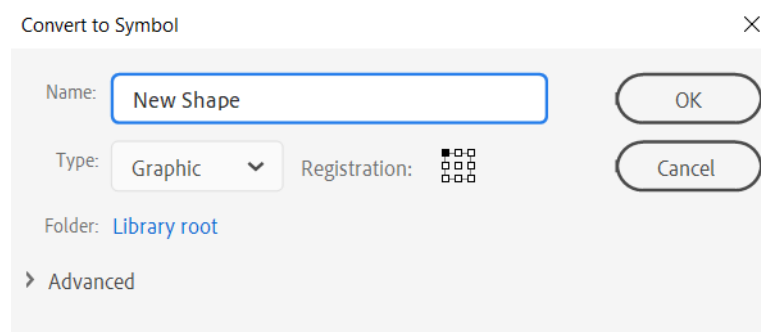 Convert to Symbol
Name: New Shape OK
Type: Graphic Registration: Cancel
Folder: Library root
Advanced